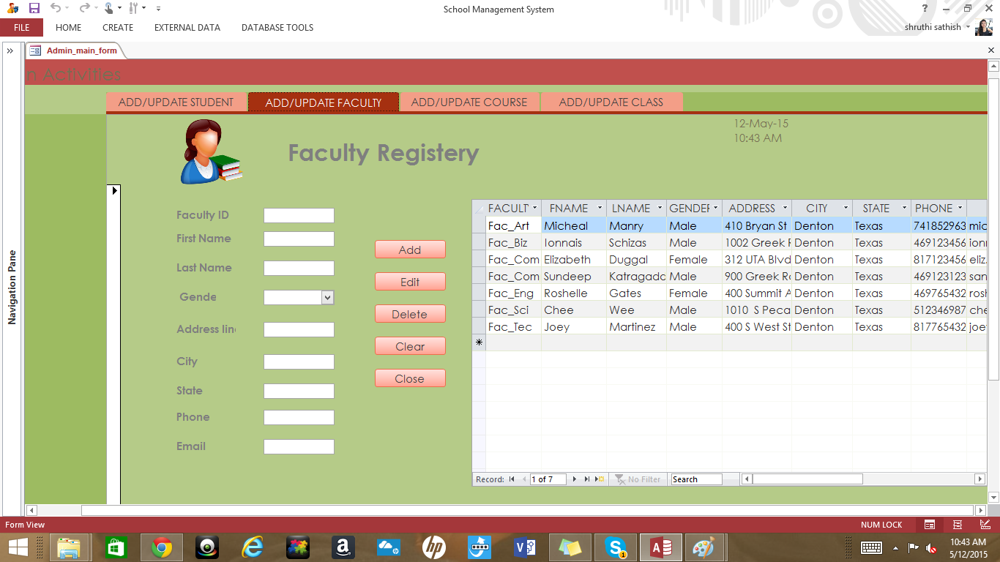 School Management System
FILE HOME CREATE EXTERNAL DATA DATABASE TOOLS shruthi sathish
Admin_main_form
n Activities
ADD/UPDATE STUDENT ADD/UPDATE FACULTY ADD/UPDATE COURSE ADD/UPDATE CLASS
12-May-15
10:43 AM
Faculty Registery
Navigation Pane
Faculty ID
First Name
Last Name
Gende
Address line
City
State
Phone
Email
Add
Edit
Delete
Clear
Close
FACULT FNAME LNAME GENDER ADDRESS CITY STATE PHONE
Fac_Art Micheal Manry Male 410 Bryan St Denton Texas 741852963 mic
Fac_Biz Ionnais Schizas Male 1002 Greek R Denton Texas 469123456 ionr
Fac_Com Elizabeth Duggal Female 312 UTA Blvd Denton Texas 817123456 eliz
Fac_Com Sundeep Katragadd Male 900 Greek Ro Denton Texas 469123123 san
Fac_Eng Roshelle Gates Female 400 Summit A Denton Texas 469765432 rosh
Fac_Sci Chee Wee Male 1010 S Peca Denton Texas 512346987 che
Fac_Tec Joey Martinez Male 400 S West St Denton Texas 817765432 joe
Record: 1 of 7 No Filter Search
Form View NUM LOCK
10:43 AM
5/12/2015